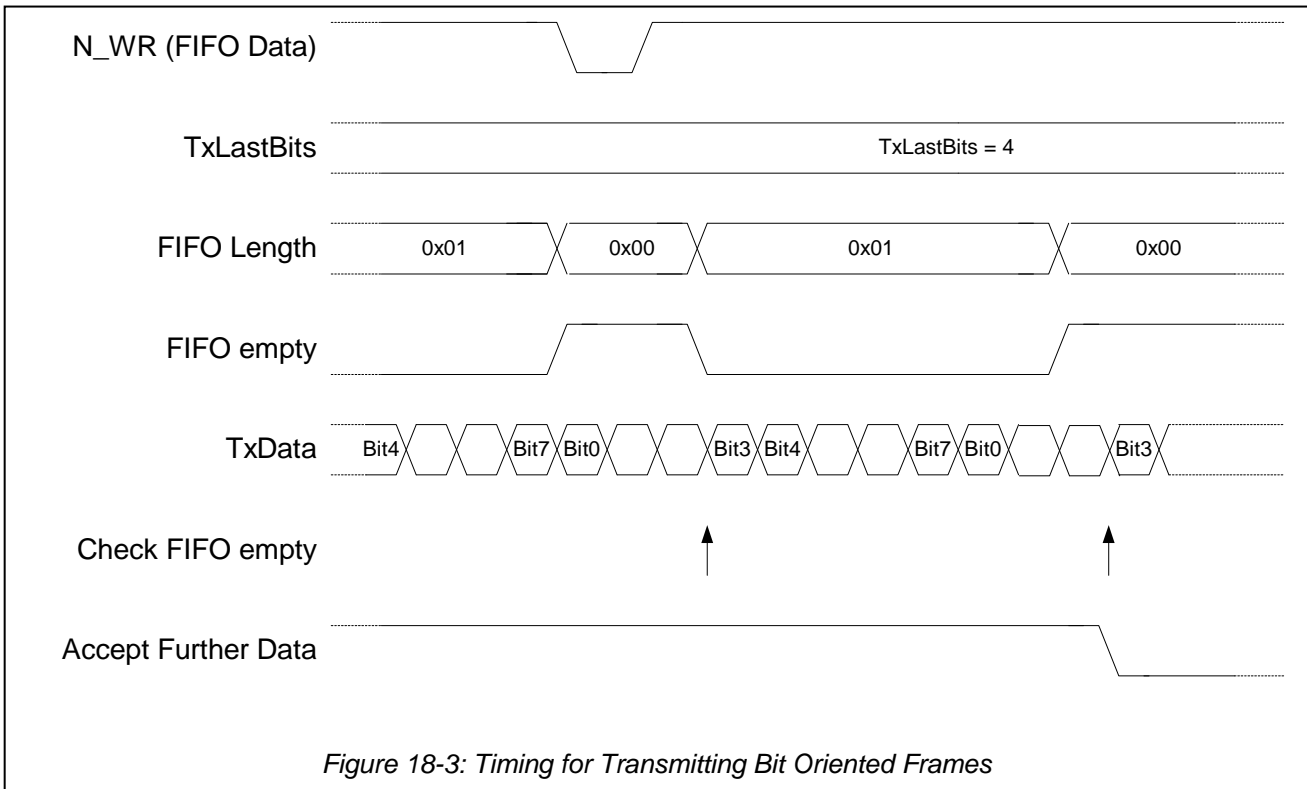 N_WR (FIFO Data)
TxLastBits
TxLastBits = 4
FIFO Length
0x01 0x00 0x01 0x00
FIFO empty
TxData
Bit4 Bit7 Bit0 Bit3 Bit4 Bit7 Bit0 Bit3
Check FIFO empty
Accept Further Data
Figure 18-3: Timing for Transmitting Bit Oriented Frames